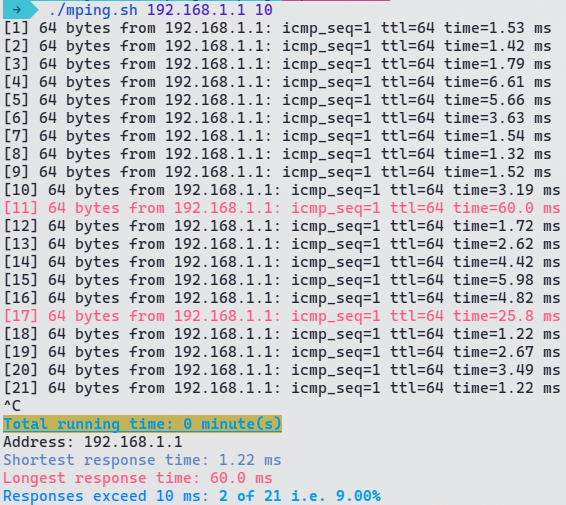 ➜ ./mping.sh 192.168.1.1 10
[1] 64 bytes from 192.168.1.1: icmp_seq=1 ttl=64 time=1.53 ms
[2] 64 bytes from 192.168.1.1: icmp_seq=1 ttl=64 time=1.42 ms
[3] 64 bytes from 192.168.1.1: icmp_seq=1 ttl=64 time=1.79 ms
[4] 64 bytes from 192.168.1.1: icmp_seq=1 ttl=64 time=6.61 ms
[5] 64 bytes from 192.168.1.1: icmp_seq=1 ttl=64 time=5.66 ms
[6] 64 bytes from 192.168.1.1: icmp_seq=1 ttl=64 time=3.63 ms
[7] 64 bytes from 192.168.1.1: icmp_seq=1 ttl=64 time=1.54 ms
[8] 64 bytes from 192.168.1.1: icmp_seq=1 ttl=64 time=1.32 ms
[9] 64 bytes from 192.168.1.1: icmp_seq=1 ttl=64 time=1.52 ms
[10] 64 bytes from 192.168.1.1: icmp_seq=1 ttl=64 time=3.19 ms
[11] 64 bytes from 192.168.1.1: icmp_seq=1 ttl=64 time=60.0 ms
[12] 64 bytes from 192.168.1.1: icmp_seq=1 ttl=64 time=1.72 ms
[13] 64 bytes from 192.168.1.1: icmp_seq=1 ttl=64 time=2.62 ms
[14] 64 bytes from 192.168.1.1: icmp_seq=1 ttl=64 time=4.42 ms
[15] 64 bytes from 192.168.1.1: icmp_seq=1 ttl=64 time=5.98 ms
[16] 64 bytes from 192.168.1.1: icmp_seq=1 ttl=64 time=4.82 ms
[17] 64 bytes from 192.168.1.1: icmp_seq=1 ttl=64 time=25.8 ms
[18] 64 bytes from 192.168.1.1: icmp_seq=1 ttl=64 time=1.22 ms
[19] 64 bytes from 192.168.1.1: icmp_seq=1 ttl=64 time=2.67 ms
[20] 64 bytes from 192.168.1.1: icmp_seq=1 ttl=64 time=3.49 ms
[21] 64 bytes from 192.168.1.1: icmp_seq=1 ttl=64 time=1.22 ms
^C
Total running time: 0 minute(s)
Address: 192.168.1.1
Shortest response time: 1.22 ms
Longest response time: 60.0 ms
Responses exceed 10 ms: 2 of 21 i.e. 9.00%